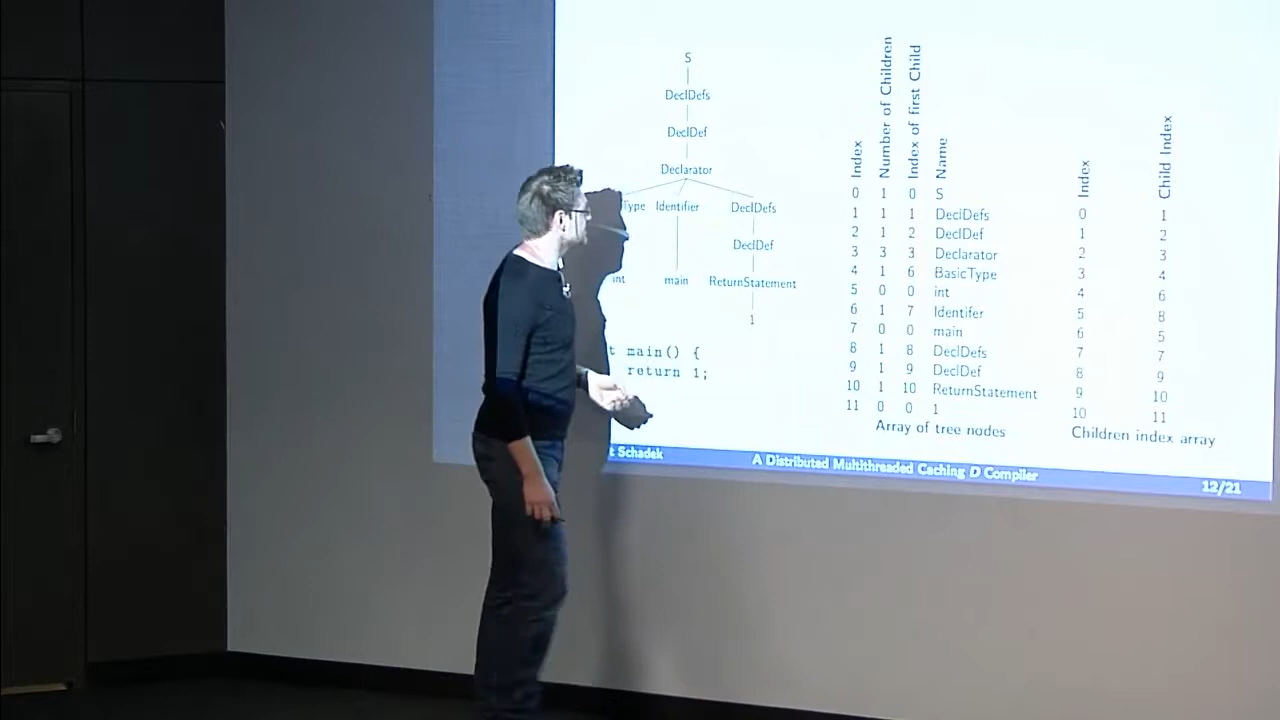 S
DeclDefs
DeclDef
Declarator
Type Identifier DeclDefs
DeclDef
int main ReturnStatement
1
t main() {
return 1;
Index Number of Children Index of first Child Name
0 1 0 S
1 1 1 DeclDefs
2 1 2 DeclDef
3 3 3 Declarator
4 1 6 BasicType
5 0 0 int
6 1 7 Identifer
7 0 0 main
8 1 8 DeclDefs
9 1 9 DeclDef
10 1 10 ReturnStatement
11 0 0 1
Array of tree nodes
Index Child Index
0 1
1 2
2 3
3 4
4 6
5 8
6 5
7 7
8 9
9 10
10 11
Children index array
t Schadek A Distributed Multithreaded Caching D Compiler 12/21